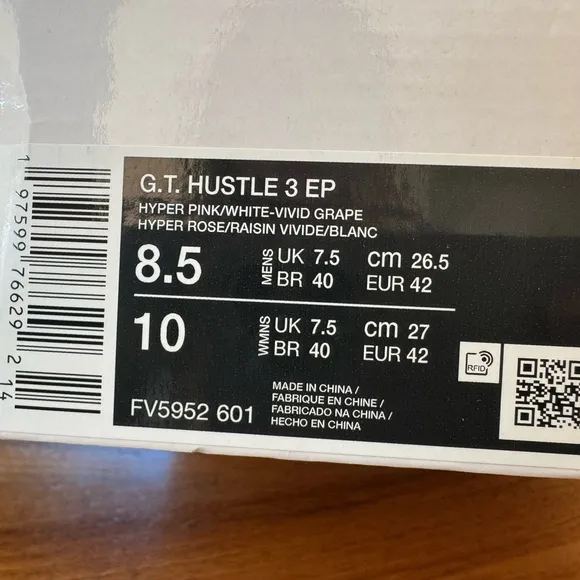 G.T. HUSTLE 3 EP
HYPER PINK/WHITE-VIVID GRAPE
HYPER ROSE/RAISIN VIVIDE/BLANC
8.5 MENS UK 7.5 cm 26.5
BR 40 EUR 42
10 WMNS UK 7.5 cm 27
BR 40 EUR 42
FV5952 601
MADE IN CHINA /
FABRIQUE EN CHINE /
FABRICADO NA CHINA /
HECHO EN CHINA
RFID
1 97599 76629 2 14